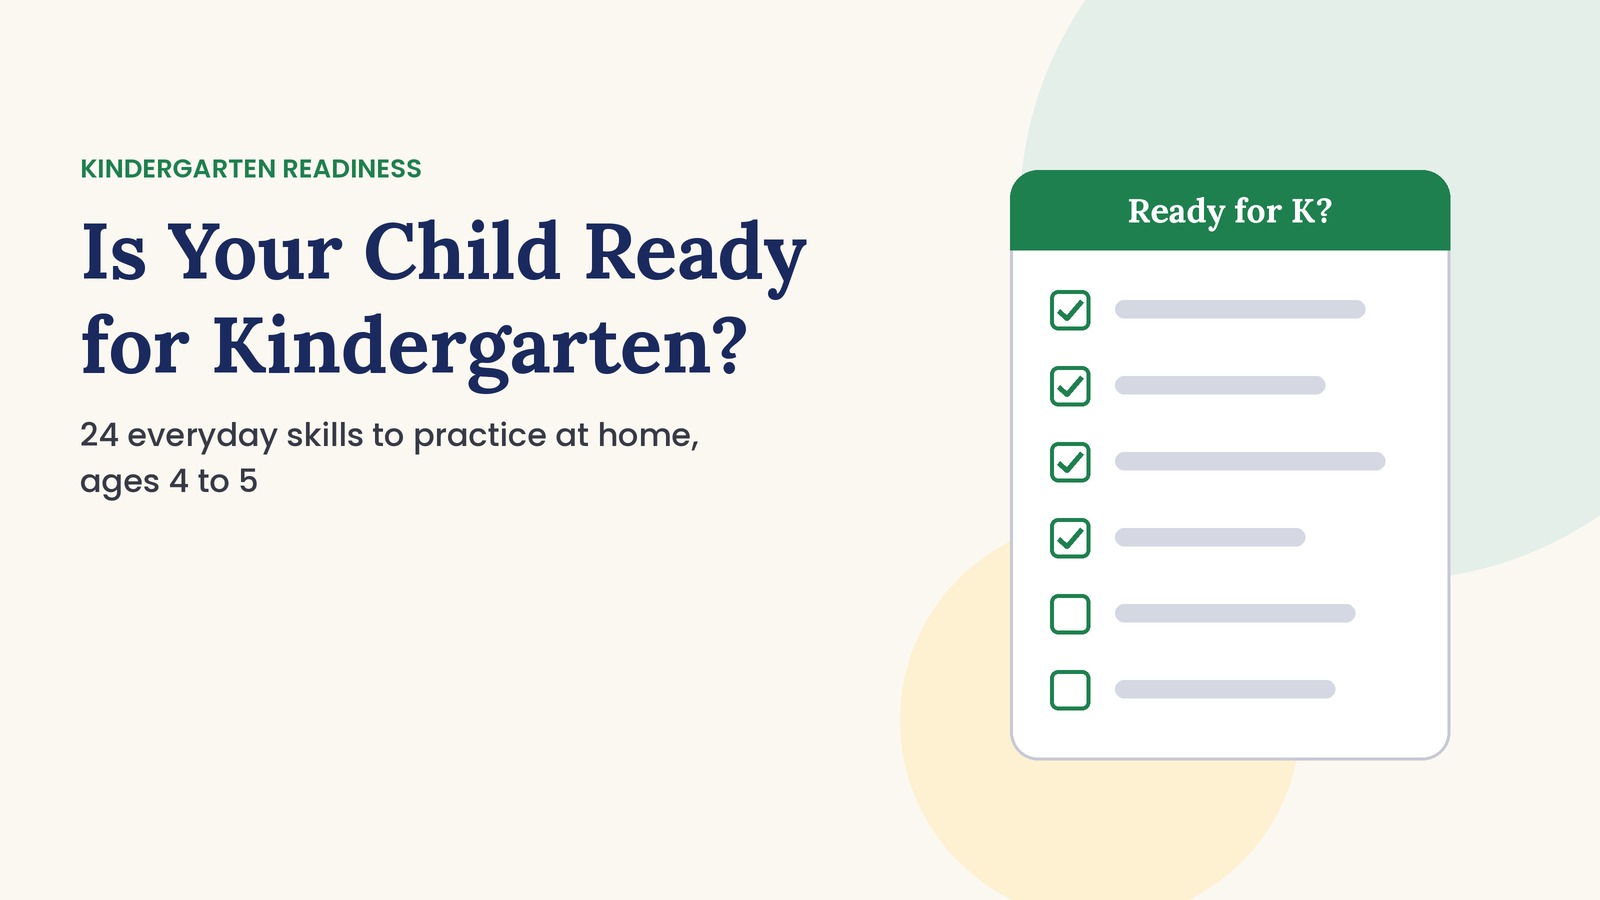 KINDERGARTEN READINESS
Is Your Child Ready
for Kindergarten?
24 everyday skills to practice at home,
ages 4 to 5
Ready for K?